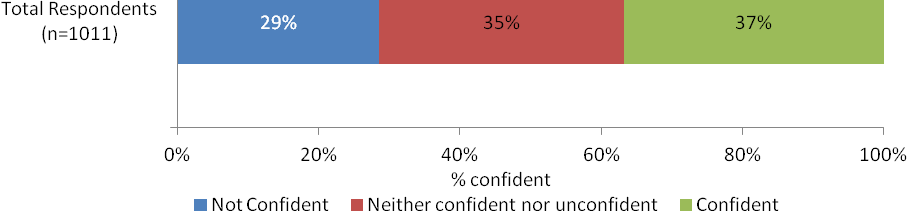 Total Respondents
(n=1011)
29% 35% 37%
0% 20% 40% 60% 80% 100%
% confident
Not Confident Neither confident nor unconfident Confident